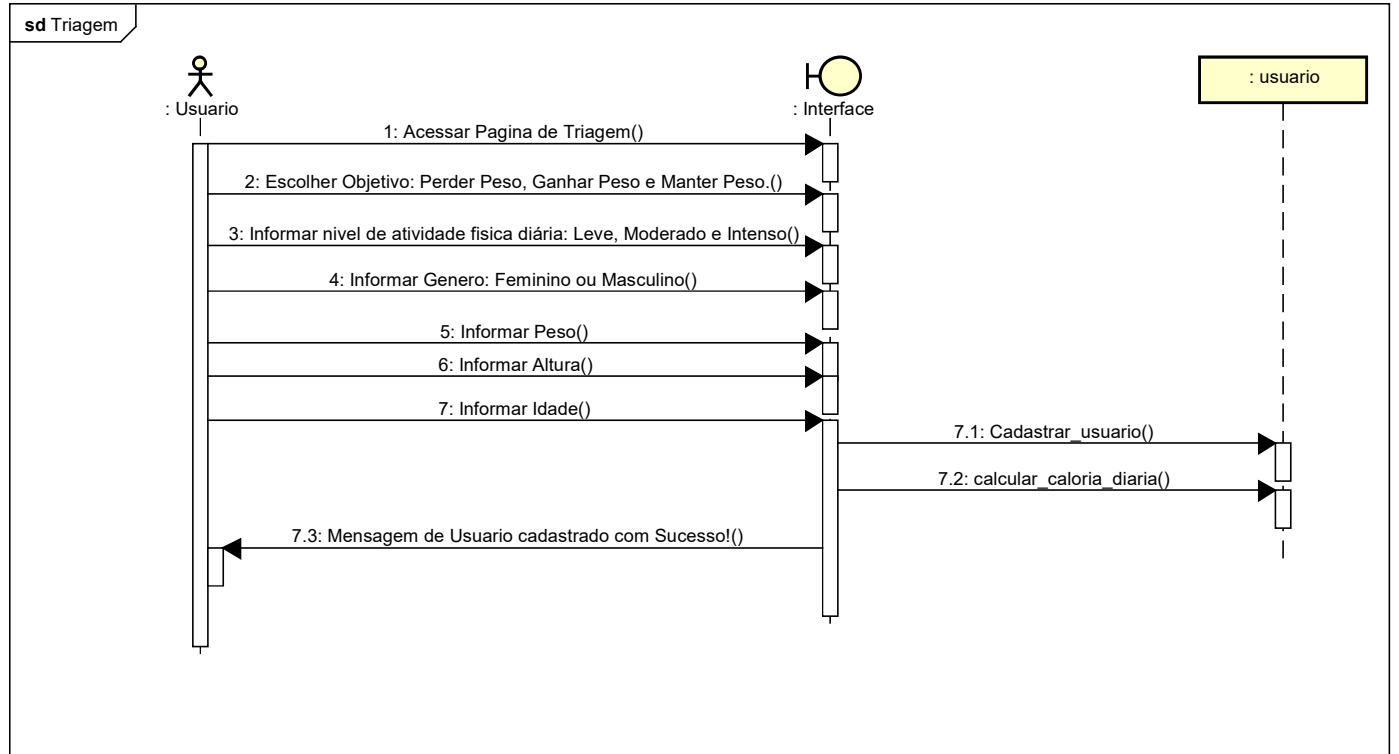 sd Triagem
: Usuario
: Interface
: usuario
1: Acessar Pagina de Triagem()
2: Escolher Objetivo: Perder Peso, Ganhar Peso e Manter Peso.()
3: Informar nivel de atividade fisica diária: Leve, Moderado e Intenso()
4: Informar Genero: Feminino ou Masculino()
5: Informar Peso()
6: Informar Altura()
7: Informar Idade()
7.1: Cadastrar_usuario()
7.2: calcular_caloria_diaria()
7.3: Mensagem de Usuario cadastrado com Sucesso!()